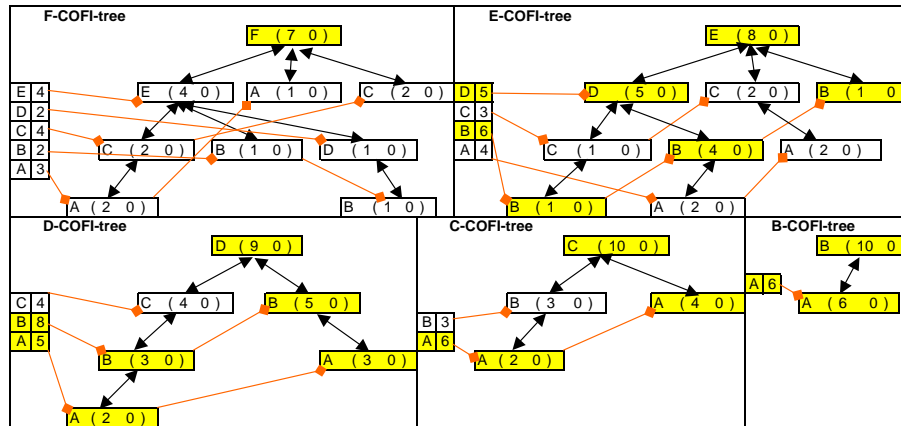 F-COFI-tree
F ( 7 0 )
E 4
D 2
C 4
B 2
A 3
E ( 4 0 )
A ( 1 0 )
C ( 2 0 )
C ( 2 0 )
B ( 1 0 )
D ( 1 0 )
A ( 2 0 )
B ( 1 0 )
E-COFI-tree
E ( 8 0 )
D 5
C 3
B 6
A 4
D ( 5 0 )
C ( 2 0 )
B ( 1 0
C ( 1 0 )
B ( 4 0 )
A ( 2 0 )
B ( 1 0 )
A ( 2 0 )
D-COFI-tree
D ( 9 0 )
C 4
B 8
A 5
C ( 4 0 )
B ( 5 0 )
B ( 3 0 )
A ( 3 0 )
A ( 2 0 )
C-COFI-tree
C ( 10 0 )
B 3
A 6
B ( 3 0 )
A ( 4 0 )
A ( 2 0 )
B-COFI-tree
B ( 10 0
A 6
A ( 6 0 )